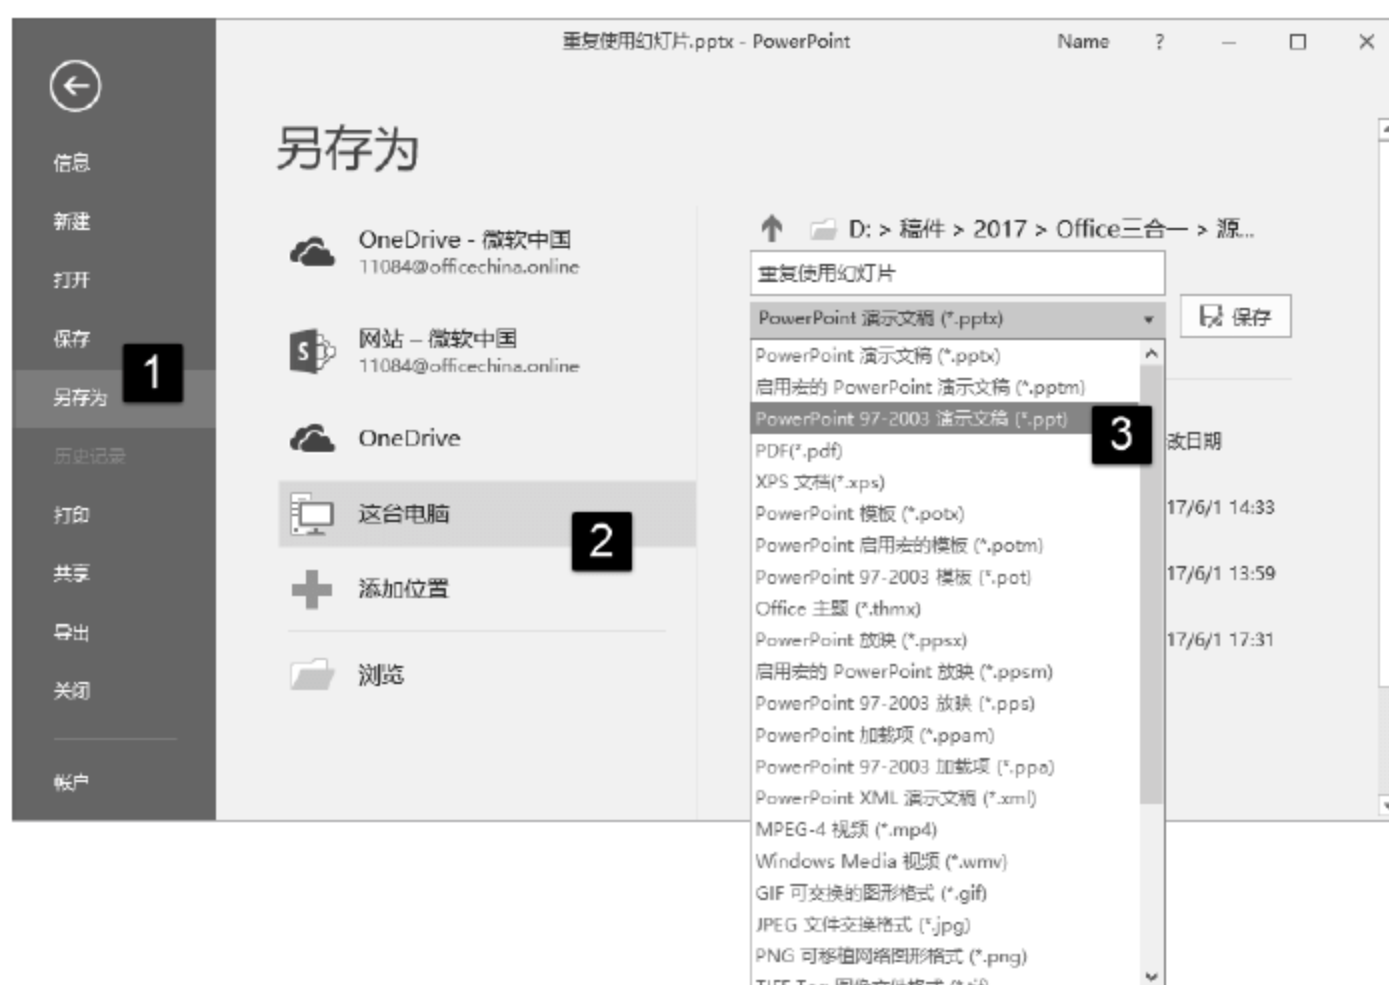 重复使用幻灯片.pptx - PowerPoint
Name
?
信息
新建
打开
保存
另存为
1
历史记录
打印
共享
导出
关闭
帐户
另存为
OneDrive - 微软中国
11084@officechina.online
网站 – 微软中国
11084@officechina.online
OneDrive
这台电脑
2
添加位置
浏览
D: > 稿件 > 2017 > Office三合一 > 源...
重复使用幻灯片
PowerPoint 演示文稿 (*.pptx)
保存
PowerPoint 演示文稿 (*.pptx)
启用宏的 PowerPoint 演示文稿 (*.pptm)
PowerPoint 97-2003 演示文稿 (*.ppt)
3
PDF(*.pdf)
XPS 文档(*.xps)
PowerPoint 模板 (*.potx)
PowerPoint 启用宏的模板 (*.potm)
PowerPoint 97-2003 模板 (*.pot)
Office 主题 (*.thmx)
PowerPoint 放映 (*.ppsx)
启用宏的 PowerPoint 放映 (*.ppsm)
PowerPoint 97-2003 放映 (*.pps)
PowerPoint 加载项 (*.ppam)
PowerPoint 97-2003 加载项 (*.ppa)
PowerPoint XML 演示文稿 (*.xml)
MPEG-4 视频 (*.mp4)
Windows Media 视频 (*.wmv)
GIF 可交换的图形格式 (*.gif)
JPEG 文件交换格式 (*.jpg)
PNG 可移植网络图形格式 (*.png)
改日期
17/6/1 14:33
17/6/1 13:59
17/6/1 17:31